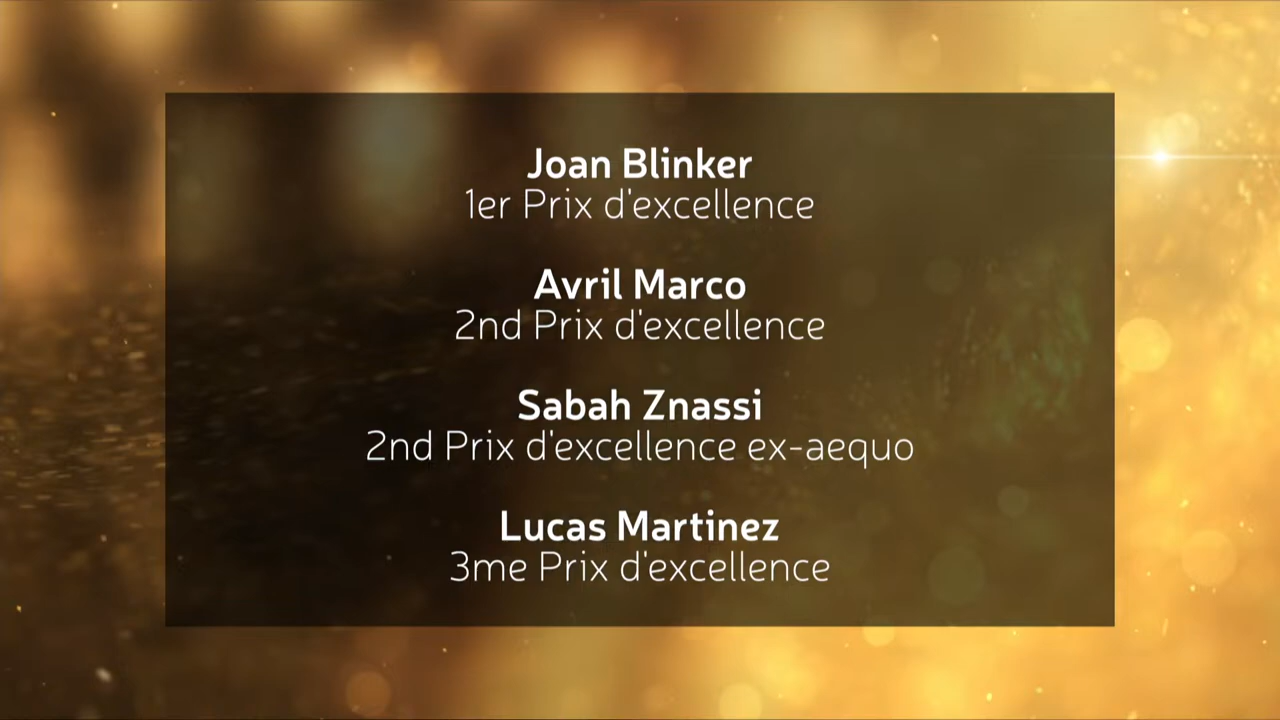 Joan Blinker
1er Prix d'excellence
Avril Marco
2nd Prix d'excellence
Sabah Znassi
2nd Prix d'excellence ex-aequo
Lucas Martinez
3me Prix d'excellence